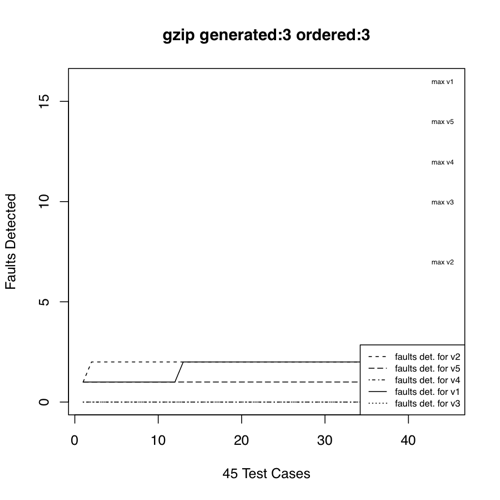 gzip generated:3 ordered:3
Faults Detected
15
10
5
0
max v1
max v5
max v4
max v3
max v2
faults det. for v2
faults det. for v5
faults det. for v4
faults det. for v1
faults det. for v3
0 10 20 30 40
45 Test Cases